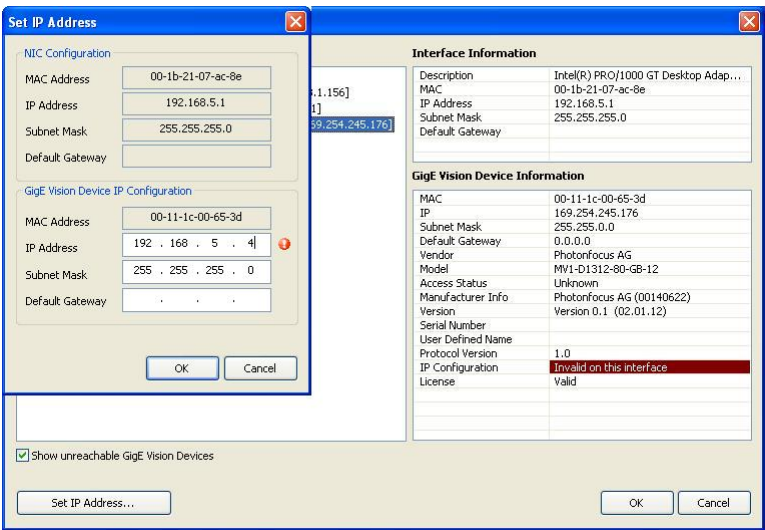 Set IP Address
NIC Configuration
MAC Address 00-1b-21-07-ac-8e
IP Address 192.168.5.1
Subnet Mask 255.255.255.0
Default Gateway
GigE Vision Device IP Configuration
MAC Address 00-11-1c-00-65-3d
IP Address 192 . 168 . 5 . 4
Subnet Mask 255 . 255 . 255 . 0
Default Gateway . . .
OK Cancel
.1.156]
1]
69.254.245.176]
Interface Information
Description Intel(R) PRO/1000 GT Desktop Adap...
MAC 00-1b-21-07-ac-8e
IP Address 192.168.5.1
Subnet Mask 255.255.255.0
Default Gateway
GigE Vision Device Information
MAC 00-11-1c-00-65-3d
IP 169.254.245.176
Subnet Mask 255.255.0.0
Default Gateway 0.0.0.0
Vendor Photonfocus AG
Model MV1-D1312-80-GB-12
Access Status Unknown
Manufacturer Info Photonfocus AG (00140622)
Version Version 0.1 (02.01.12)
Serial Number
User Defined Name
Protocol Version 1.0
IP Configuration Invalid on this interface
License Valid
Show unreachable GigE Vision Devices
Set IP Address... OK Cancel